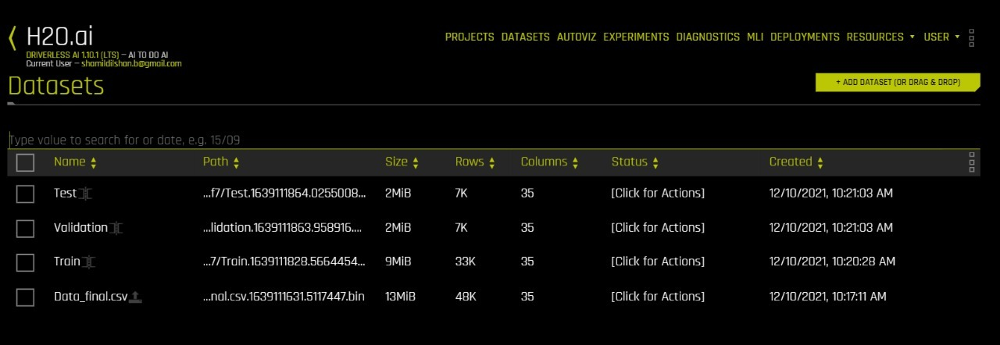 H2O.ai
DRIVERLESS AI 1.10.1 (LTS) – AI TO DO AI
Current User – shamildilshan.b@gmail.com
PROJECTS DATASETS AUTOVIZ EXPERIMENTS DIAGNOSTICS MLI DEPLOYMENTS RESOURCES USER
Datasets
+ ADD DATASET (OR DRAG & DROP)
Type value to search for or date, e.g. 15/09
Name Path Size Rows Columns Status Created
Test ...f7/Test.1639111864.0255008... 2MiB 7K 35 [Click for Actions] 12/10/2021, 10:21:03 AM
Validation ...lidation.1639111863.958916.... 2MiB 7K 35 [Click for Actions] 12/10/2021, 10:21:03 AM
Train ...7/Train.1639111828.5664454... 9MiB 33K 35 [Click for Actions] 12/10/2021, 10:20:28 AM
Data_final.csv ...nal.csv.1639111631.5117447.bin 13MiB 48K 35 [Click for Actions] 12/10/2021, 10:17:11 AM